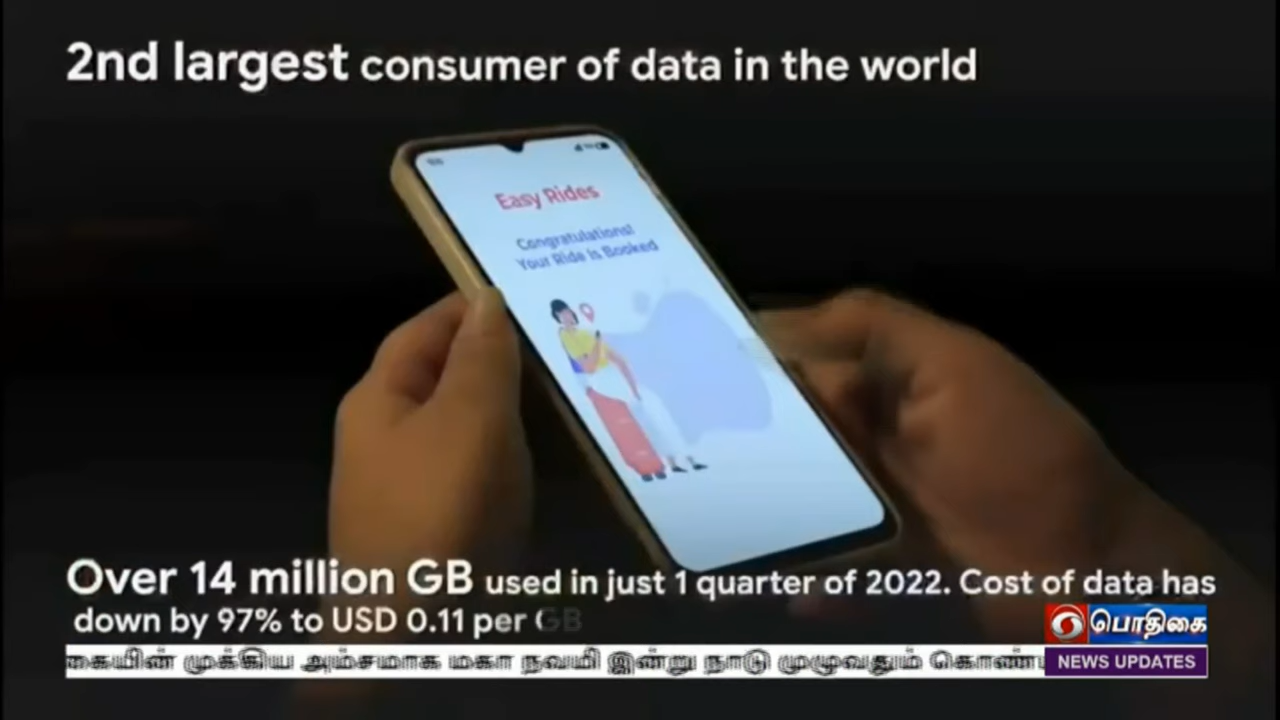 2nd largest consumer of data in the world
Easy Rides
Congratulations!
Your Ride is Booked
Over 14 million GB used in just 1 quarter of 2022. Cost of data has
down by 97% to USD 0.11 per GB
பொதிகை
கையின் முக்கிய அம்சமாக மகா நவமி இன்று நாடு முழுவதும் கொண்
NEWS UPDATES